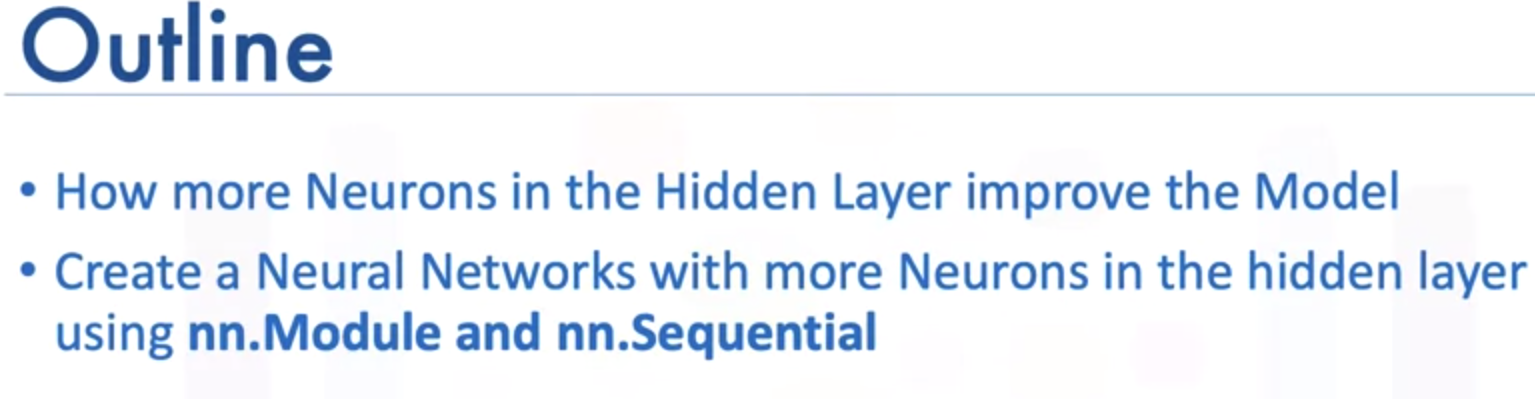 Outline
• How more Neurons in the Hidden Layer improve the Model
• Create a Neural Networks with more Neurons in the hidden layer
using nn.Module and nn.Sequential